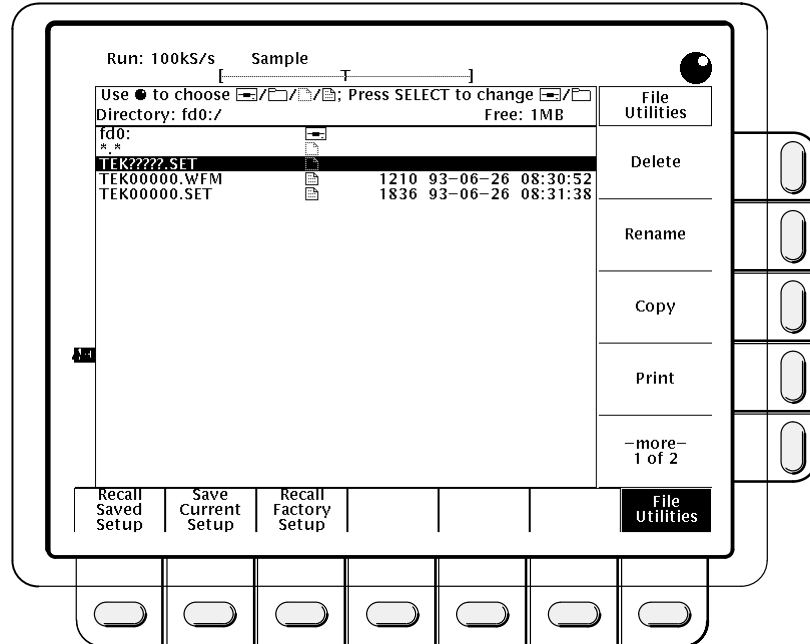 Run: 100kS/s Sample
[ T ]
Use to choose / / / ; Press SELECT to change /
Directory: fd0:/ Free: 1MB
fd0:
*.*
TEK?????.SET
TEK00000.WFM 1210 93-06-26 08:30:52
TEK00000.SET 1836 93-06-26 08:31:38
File
Utilities
Delete
Rename
Copy
Print
-more-
1 of 2
Recall
Saved
Setup
Save
Current
Setup
Recall
Factory
Setup
File
Utilities